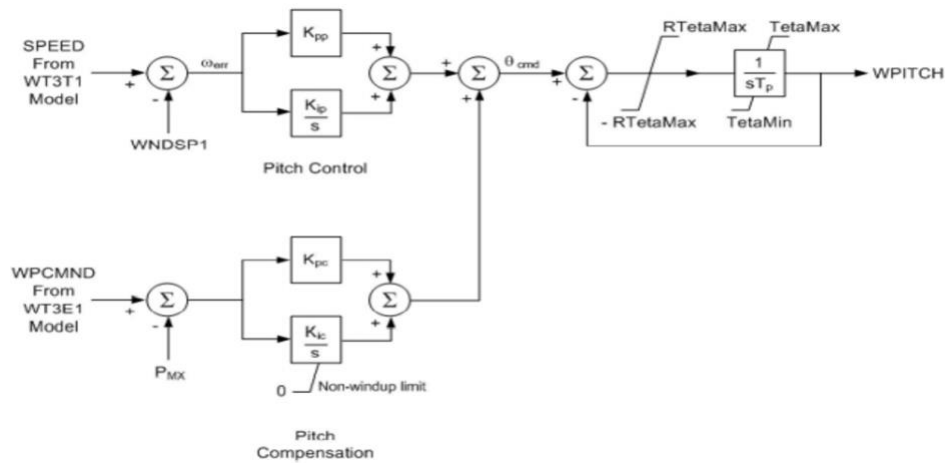 SPEED
From
WT3T1
Model
+
-
Σ
WNDSP1
ωerr
Kpp
Kip
s
+
+
Σ
Pitch Control
+
+
Σ
θcmd
+
-
Σ
RTetaMax
- RTetaMax
TetaMax
1
sTp
TetaMin
WPITCH
WPCMND
From
WT3E1
Model
+
-
Σ
PMX
Kpc
Kic
s
+
+
Σ
0
Non-windup limit
Pitch
Compensation